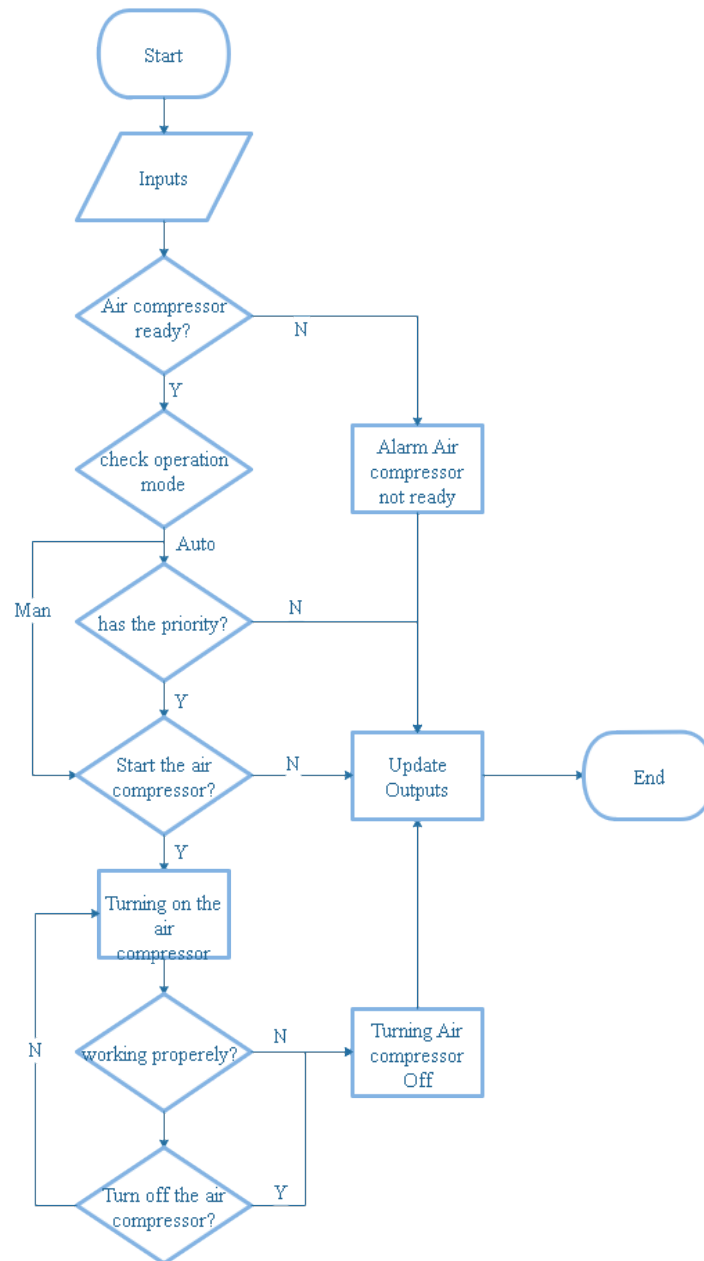 Start
Inputs
Air compressor
ready?
N
Y
check operation
mode
Alarm Air
compressor
not ready
Auto
Man
has the priority?
N
Y
Start the air
compressor?
N
Update
Outputs
End
Y
Turning on the
air
compressor
N
working properely?
N
Turning Air
compressor
Off
Turn off the air
compressor?
Y